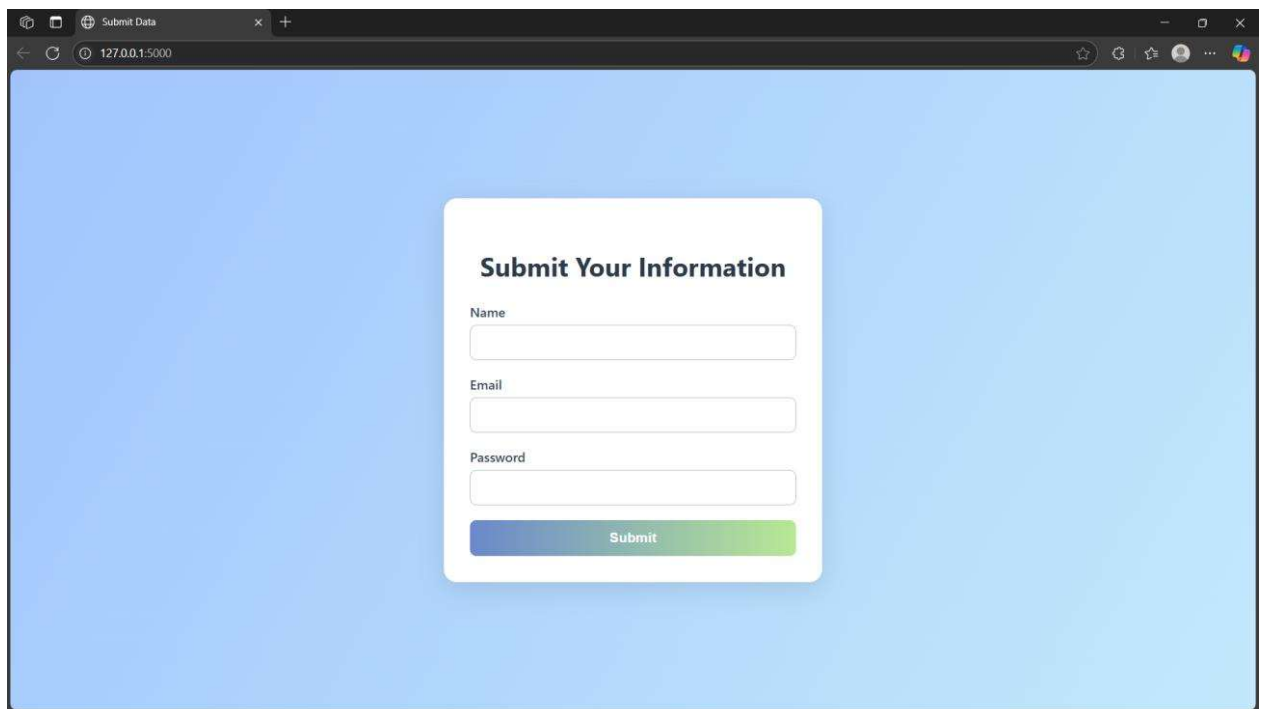 Submit Data
127.0.0.1:5000
Submit Your Information
Name
Email
Password
Submit